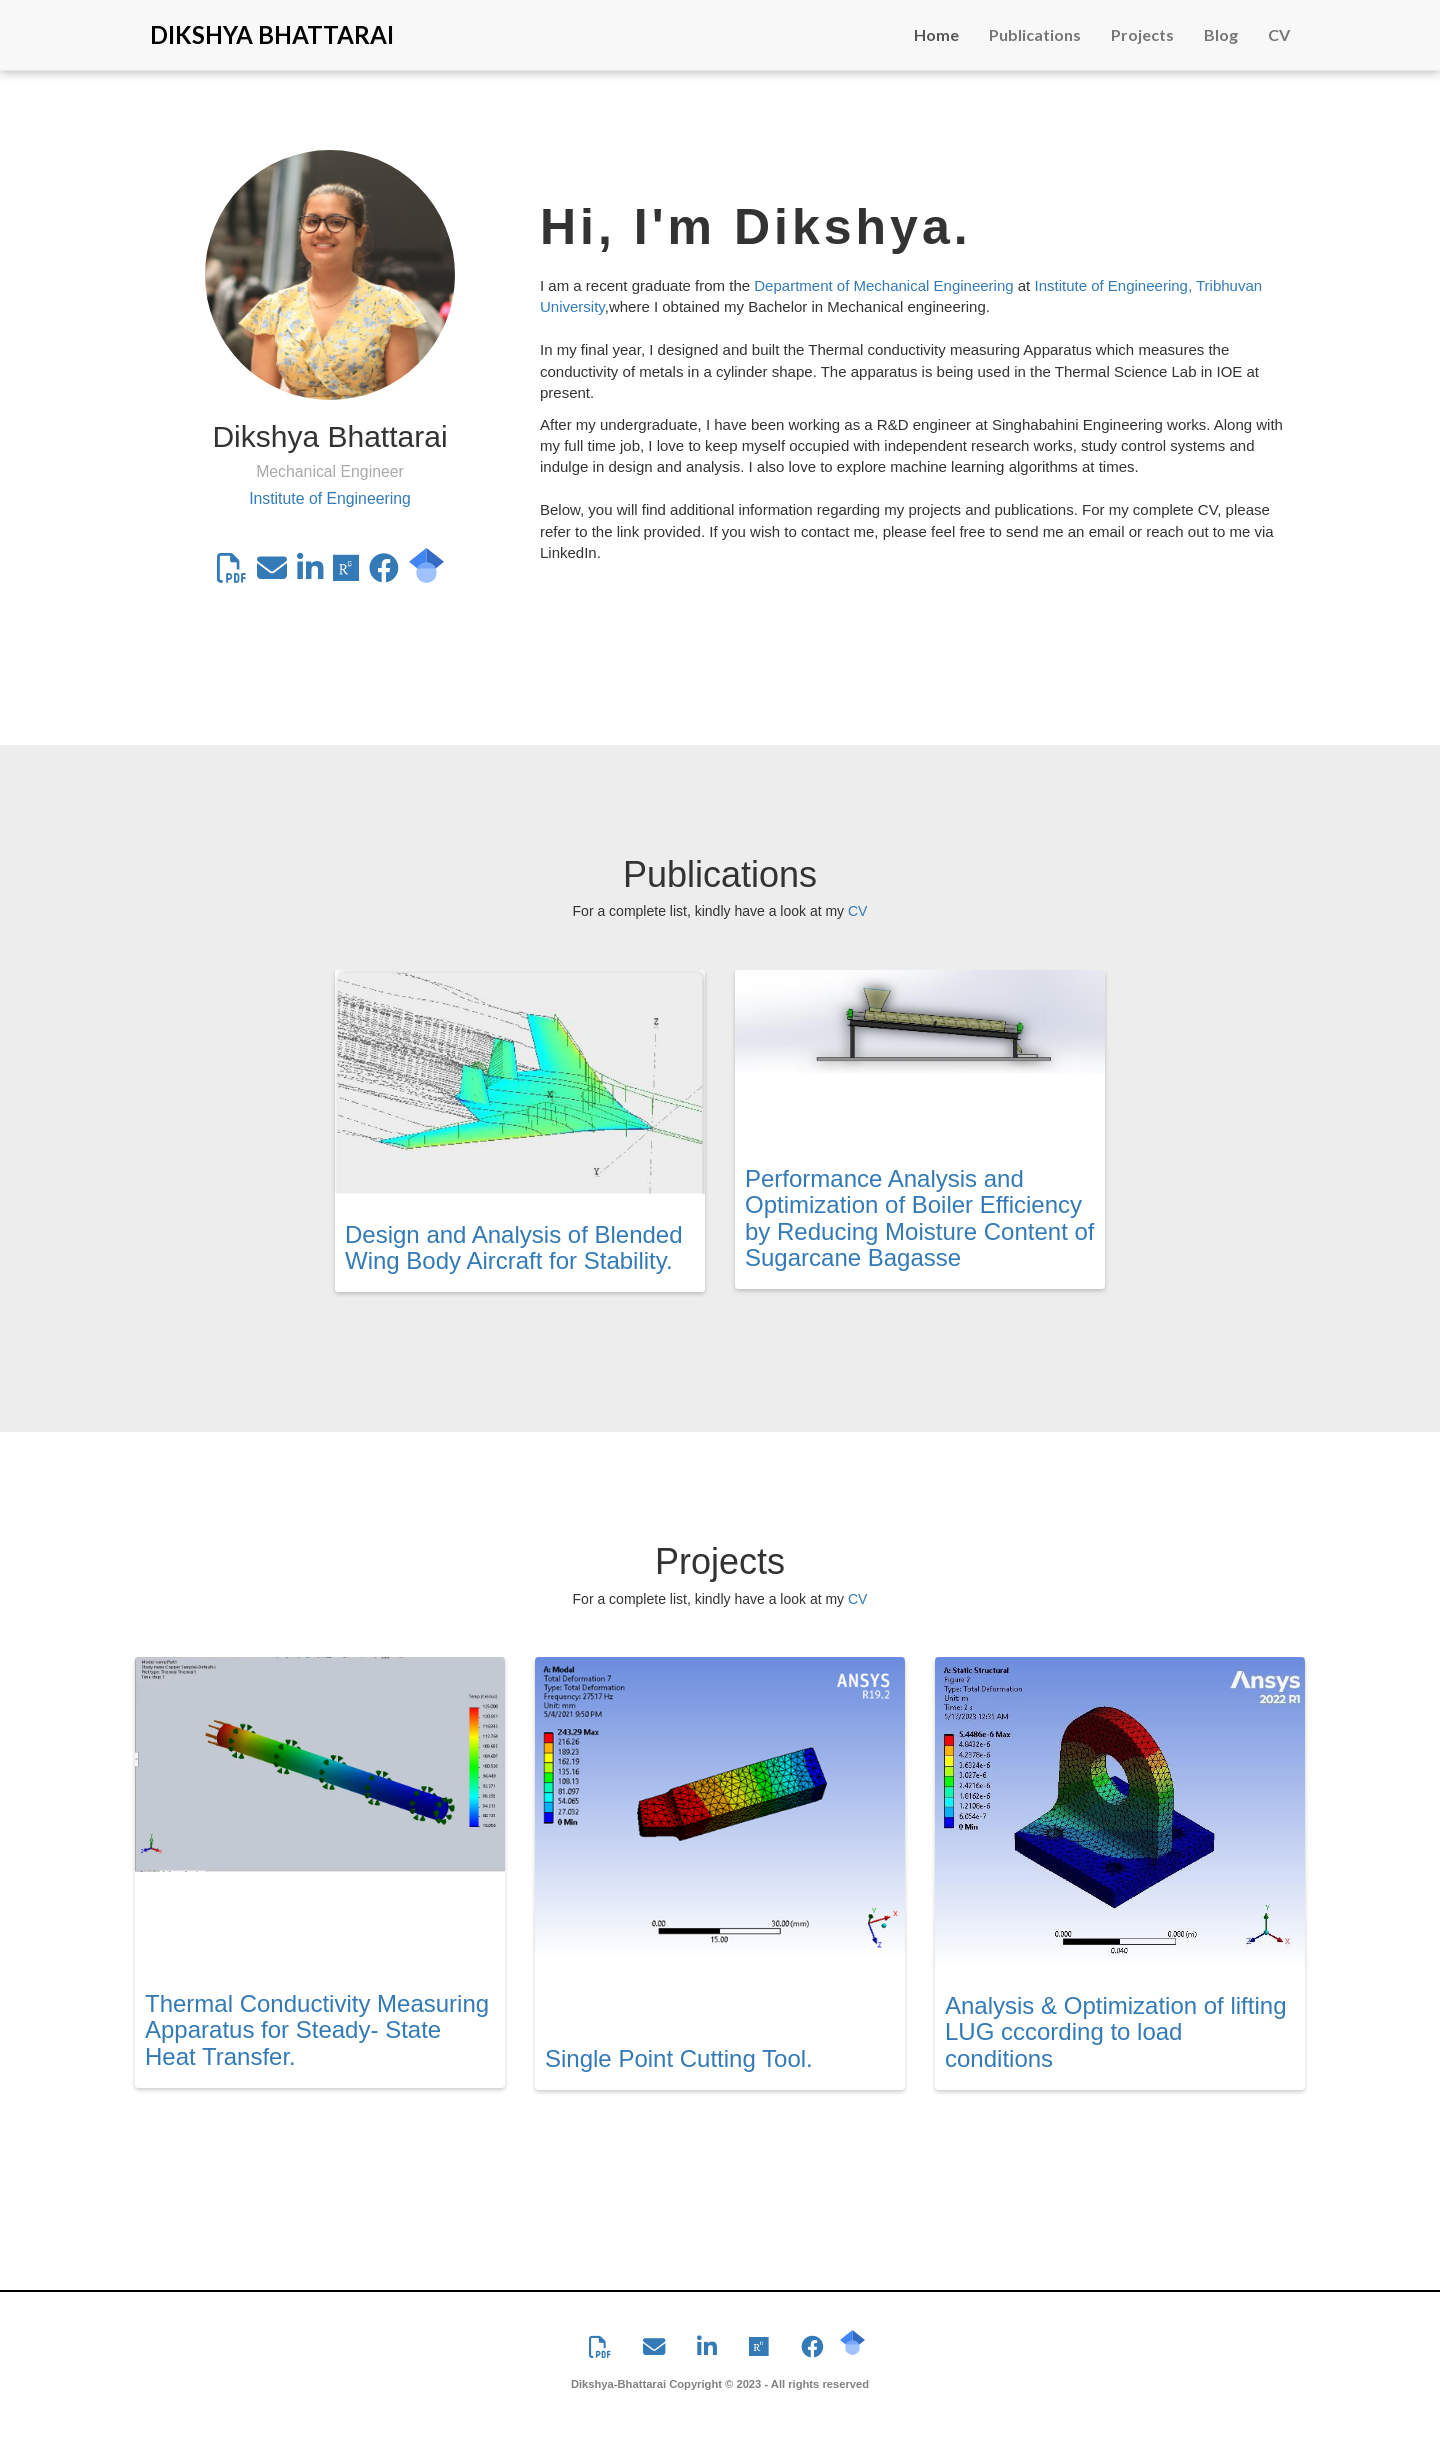 DIKSHYA BHATTARAI
Home Publications Projects Blog CV
Hi, I'm Dikshya.
I am a recent graduate from the Department of Mechanical Engineering at Institute of Engineering, Tribhuvan
University,where I obtained my Bachelor in Mechanical engineering.
In my final year, I designed and built the Thermal conductivity measuring Apparatus which measures the
conductivity of metals in a cylinder shape. The apparatus is being used in the Thermal Science Lab in IOE at
present.
After my undergraduate, I have been working as a R&D engineer at Singhabahini Engineering works. Along with
my full time job, I love to keep myself occupied with independent research works, study control systems and
indulge in design and analysis. I also love to explore machine learning algorithms at times.
Below, you will find additional information regarding my projects and publications. For my complete CV, please
refer to the link provided. If you wish to contact me, please feel free to send me an email or reach out to me via
LinkedIn.
Dikshya Bhattarai
Mechanical Engineer
Institute of Engineering
PDF
Publications
For a complete list, kindly have a look at my CV
Z
X
Y
Design and Analysis of Blended
Wing Body Aircraft for Stability.
Performance Analysis and
Optimization of Boiler Efficiency
by Reducing Moisture Content of
Sugarcane Bagasse
Projects
For a complete list, kindly have a look at my CV
Temp (Celsius)
Thermal Conductivity Measuring
Apparatus for Steady- State
Heat Transfer.
A: Modal
Total Deformation 7
Type: Total Deformation
Frequency: 27517 Hz
Unit: mm
5/4/2021 9:50 PM
ANSYS
R19.2
243.29 Max
216.26
189.23
162.19
135.16
108.13
81.097
54.065
27.032
0 Min
0.00 30.00 (mm)
15.00
Y
X
Z
Single Point Cutting Tool.
A: Static Structural
Figure 2
Type: Total Deformation
Unit: m
Time: 2 s
5/12/2023 12:35 AM
Ansys
2022 R1
5.4486e-6 Max
4.8432e-6
4.2378e-6
3.6324e-6
3.027e-6
2.4216e-6
1.8162e-6
1.2108e-6
6.054e-7
0 Min
0.000 0.080 (m)
0.040
Y
Z X
Analysis & Optimization of lifting
LUG cccording to load
conditions
PDF
Dikshya-Bhattarai Copyright © 2023 - All rights reserved